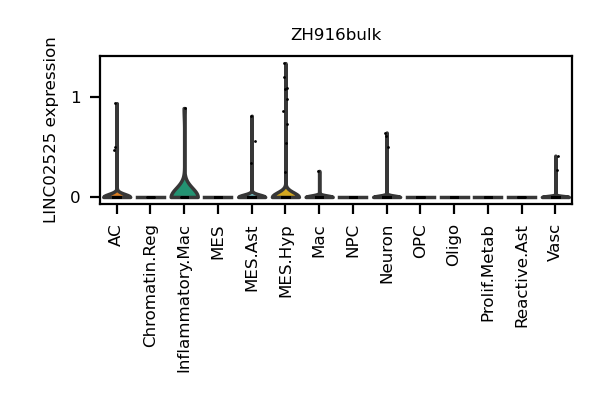 ZH916bulk
LINC02525 expression
1
0
AC
Chromatin.Reg
Inflammatory.Mac
MES
MES.Ast
MES.Hyp
Mac
NPC
Neuron
OPC
Oligo
Prolif.Metab
Reactive.Ast
Vasc